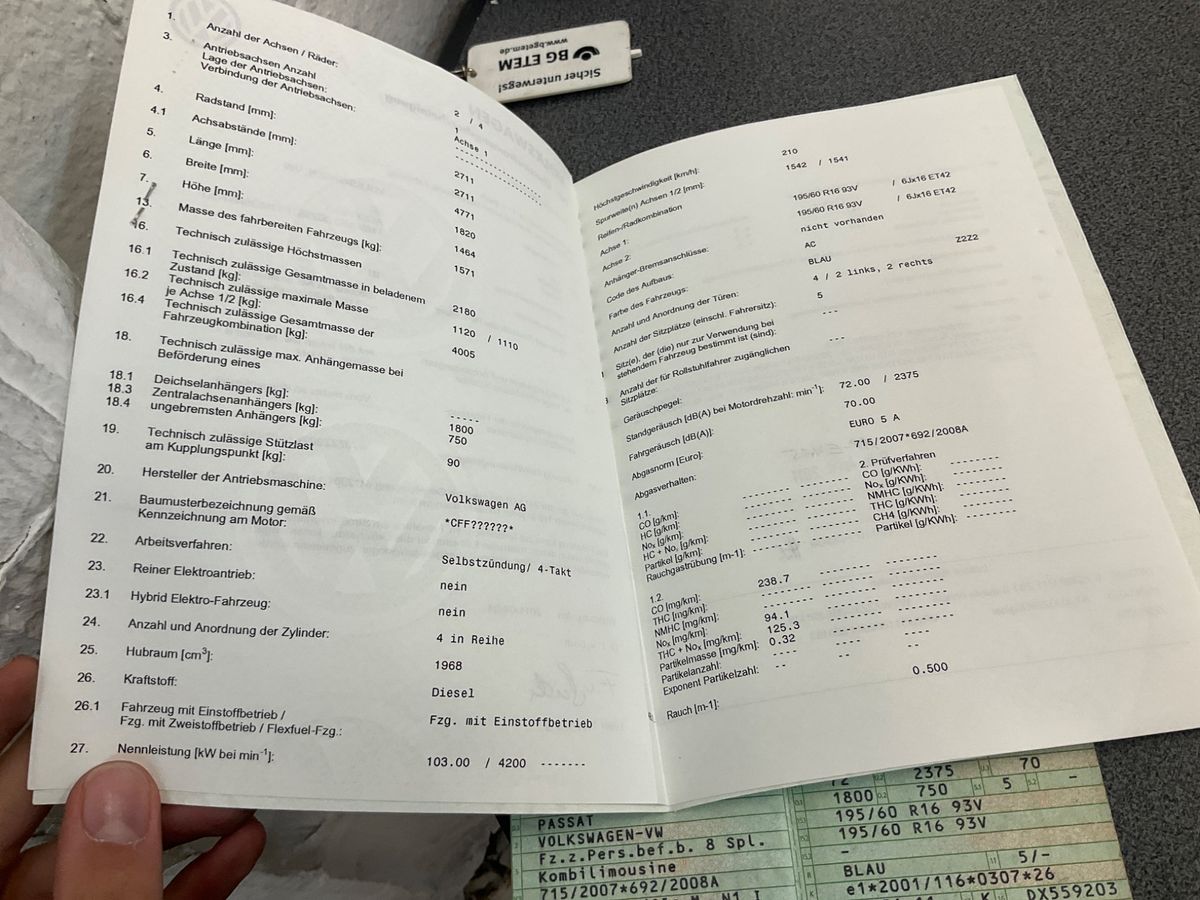 Sicher unterwegs!
BG ETEM
www.bgetem.de
1. Anzahl der Achsen / Räder: 2 / 4
3. Antriebsachsen Anzahl 1
Lage der Antriebsachsen: Achse 1
Verbindung der Antriebsachsen: ----------------
4. Radstand [mm]: 2711
4.1 Achsabstände [mm]: 2711
5. Länge [mm]: 4771
6. Breite [mm]: 1820
7. Höhe [mm]: 1464
13. Masse des fahrbereiten Fahrzeugs [kg]: 1571
16. Technisch zulässige Höchstmassen
16.1 Technisch zulässige Gesamtmasse in beladenem
Zustand [kg]: 2180
16.2 Technisch zulässige maximale Masse
je Achse 1/2 [kg]: 1120 / 1110
16.4 Technisch zulässige Gesamtmasse der
Fahrzeugkombination [kg]: 4005
18. Technisch zulässige max. Anhängemasse bei
Beförderung eines
18.1 Deichselanhängers [kg]: -----
18.3 Zentralachsenanhängers [kg]: 1800
18.4 ungebremsten Anhängers [kg]: 750
19. Technisch zulässige Stützlast
am Kupplungspunkt [kg]: 90
20. Hersteller der Antriebsmaschine: Volkswagen AG
21. Baumusterbezeichnung gemäß
Kennzeichnung am Motor: *CFF??????*
22. Arbeitsverfahren: Selbstzündung/ 4-Takt
23. Reiner Elektroantrieb: nein
23.1 Hybrid Elektro-Fahrzeug: nein
24. Anzahl und Anordnung der Zylinder: 4 in Reihe
25. Hubraum [cm³]: 1968
26. Kraftstoff: Diesel
26.1 Fahrzeug mit Einstoffbetrieb /
Fzg. mit Zweistoffbetrieb / Flexfuel-Fzg.: Fzg. mit Einstoffbetrieb
27. Nennleistung [kW bei min⁻¹]: 103.00 / 4200 -------
Höchstgeschwindigkeit [km/h]: 210
Spurweite(n) Achsen 1/2 [mm]: 1542 / 1541
Reifen-/Radkombination
Achse 1: 195/60 R16 93V / 6Jx16 ET42
Achse 2: 195/60 R16 93V / 6Jx16 ET42
Anhänger-Bremsanschlüsse: nicht vorhanden
Code des Aufbaus: AC
Farbe des Fahrzeugs: BLAU Z2Z2
Anzahl und Anordnung der Türen: 4 / 2 links, 2 rechts
Anzahl der Sitzplätze (einschl. Fahrersitz): 5
Sitz(e), der (die) nur zur Verwendung bei
stehendem Fahrzeug bestimmt ist (sind): ---
Anzahl der für Rollstuhlfahrer zugänglichen
Sitzplätze: ---
Geräuschpegel:
Standgeräusch [dB(A) bei Motordrehzahl: min⁻¹]: 72.00 / 2375
Fahrgeräusch [dB(A)]: 70.00
Abgasnorm [Euro]: EURO 5 A
Abgasverhalten: 715/2007*692/2008A
1.1. 2. Prüfverfahren
CO [g/km]: CO [g/KWh]:
HC [g/km]: NOx [g/KWh]:
NOx [g/km]: NMHC [g/KWh]:
HC + NOx [g/km]: THC [g/KWh]:
Partikel [g/km]: CH4 [g/KWh]:
Rauchgastrübung [m-1]: Partikel [g/KWh]:
1.2.
CO [mg/km]: 238.7
THC [mg/km]:
NMHC [mg/km]:
NOx [mg/km]: 94.1
THC + NOx [mg/km]: 125.3
Partikelmasse [mg/km]: 0.32
Partikelanzahl: ----
Exponent Partikelzahl: --
Rauch [m-1]: 0.500
PASSAT
VOLKSWAGEN-VW
Fz.z.Pers.bef.b. 8 Spl.
Kombilimousine
715/2007*692/2008A
72 2375 70
1800 750 5 -
195/60 R16 93V
195/60 R16 93V
-
BLAU 5/-
e1*2001/116*0307*26
K DX559203